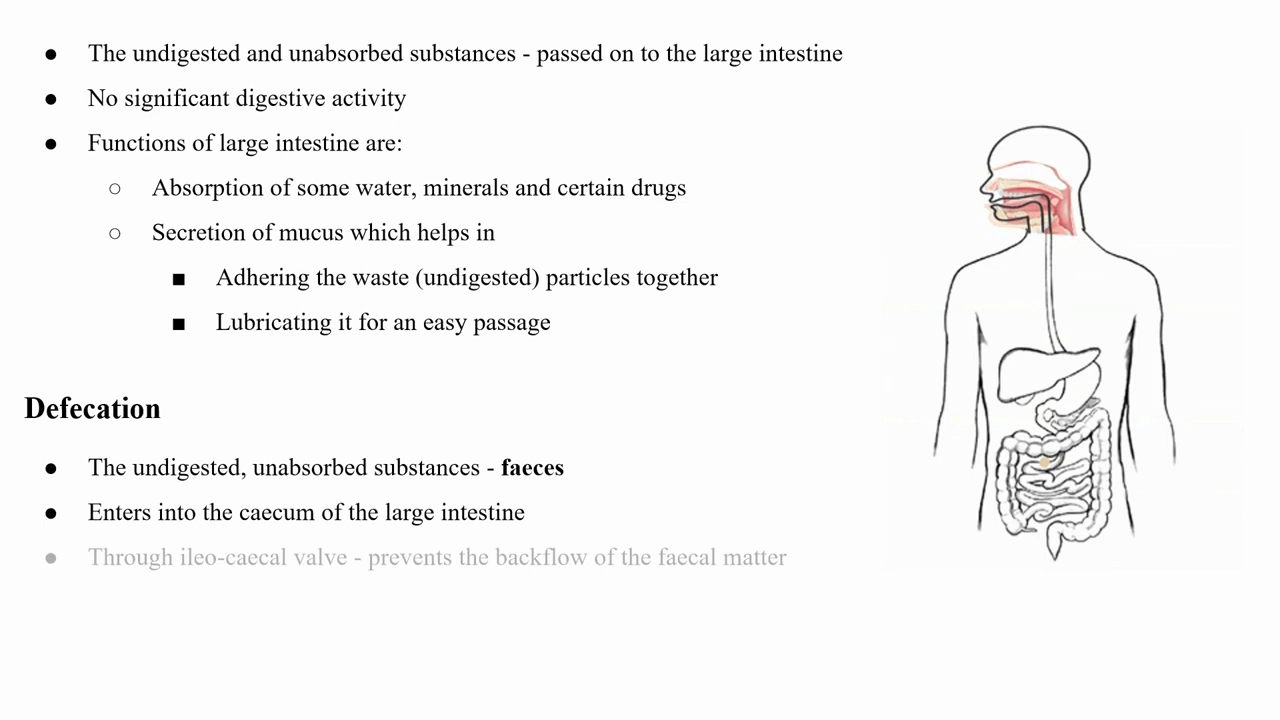 ● The undigested and unabsorbed substances - passed on to the large intestine
● No significant digestive activity
● Functions of large intestine are:
○ Absorption of some water, minerals and certain drugs
○ Secretion of mucus which helps in
■ Adhering the waste (undigested) particles together
■ Lubricating it for an easy passage
Defecation
● The undigested, unabsorbed substances - faeces
● Enters into the caecum of the large intestine
● Through ileo-caecal valve - prevents the backflow of the faecal matter